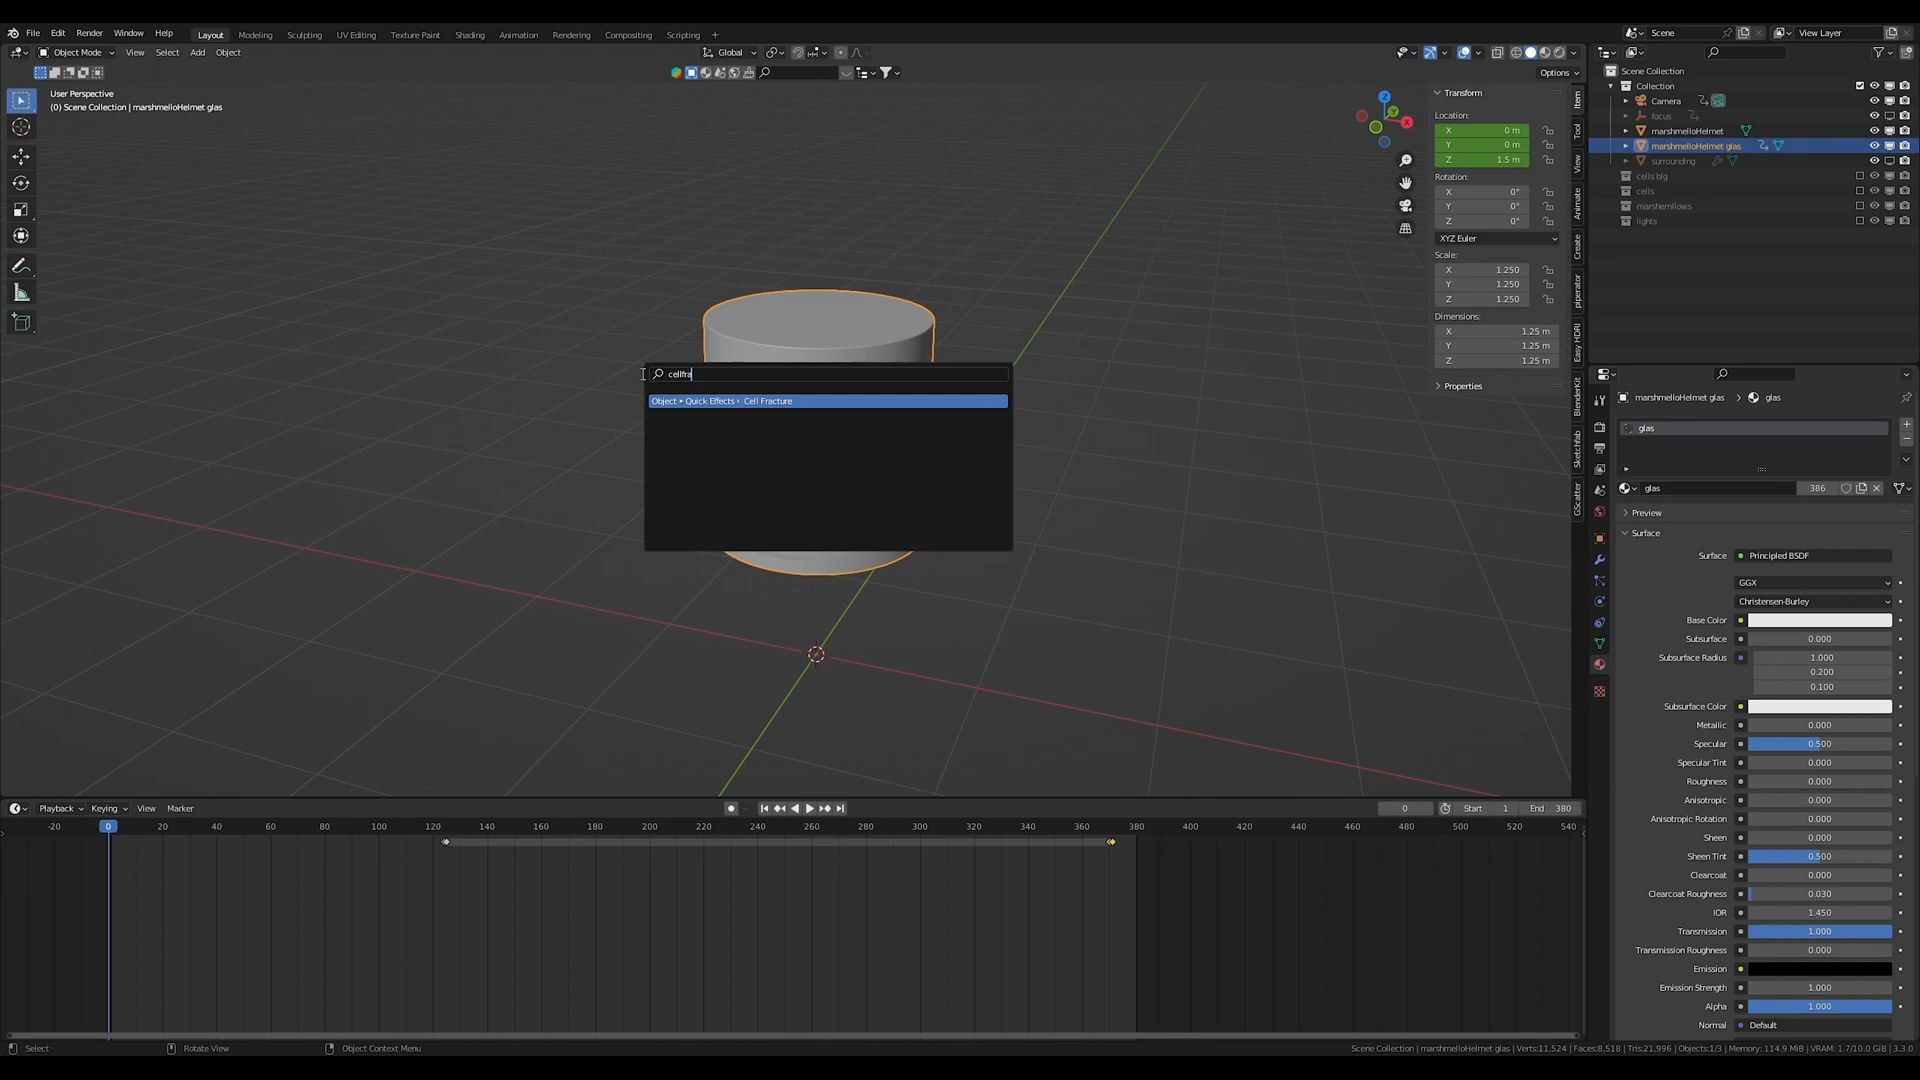 File Edit Render Window Help Layout Modeling Sculpting UV Editing Texture Paint Shading Animation Rendering Compositing Scripting + Scene View Layer
Object Mode View Select Add Object Global
Options
User Perspective
(0) Scene Collection | marshmelloHelmet glas
Z
Y
X
Transform
Location:
X 0 m
Y 0 m
Z 1.5 m
Rotation:
X 0°
Y 0°
Z 0°
XYZ Euler
Scale:
X 1.250
Y 1.250
Z 1.250
Dimensions:
X 1.25 m
Y 1.25 m
Z 1.25 m
Properties
Item
Tool
View
Animate
Create
piperator
Easy HDRI
BlenderKit
Sketchfab
GScatter
Scene Collection
Collection
Camera
focus
marshmelloHelmet
marshmelloHelmet glas
surrounding
cells big
cells
marshemllows
lights
cellfra
Object ▸ Quick Effects ▸ Cell Fracture
marshmelloHelmet glas > glas
glas
glas 386
Preview
Surface
Surface Principled BSDF
GGX
Christensen-Burley
Base Color
Subsurface 0.000
Subsurface Radius 1.000
0.200
0.100
Subsurface Color
Metallic 0.000
Specular 0.500
Specular Tint 0.000
Roughness 0.000
Anisotropic 0.000
Anisotropic Rotation 0.000
Sheen 0.000
Sheen Tint 0.500
Clearcoat 0.000
Clearcoat Roughness 0.030
IOR 1.450
Transmission 1.000
Transmission Roughness 0.000
Emission
Emission Strength 1.000
Alpha 1.000
Normal Default
Playback Keying View Marker 0 Start 1 End 380
-20 0 20 40 60 80 100 120 140 160 180 200 220 240 260 280 300 320 340 360 380 400 420 440 460 480 500 520 540
Select Rotate View Object Context Menu Scene Collection | marshmelloHelmet glas | Verts:11,524 | Faces:8,518 | Tris:21,996 | Objects:1/3 | Memory: 114.9 MiB | VRAM: 1.7/10.0 GiB | 3.3.0